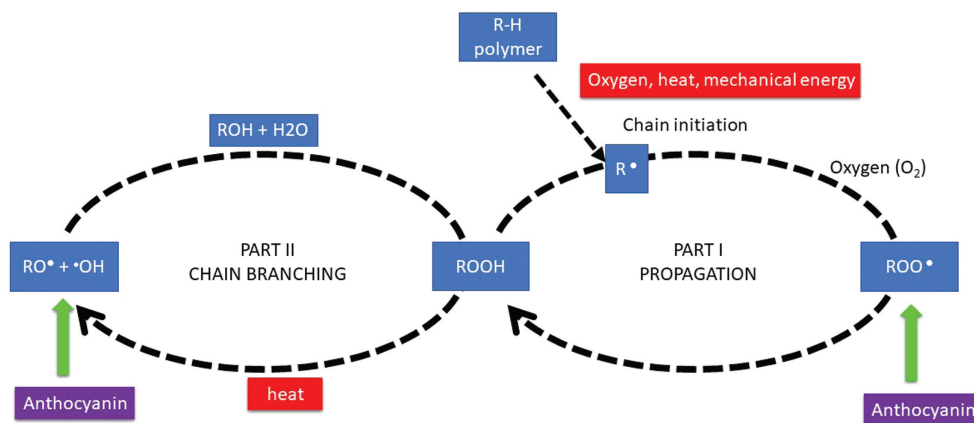 R-H
polymer
Oxygen, heat, mechanical energy
ROH + H2O
Chain initiation
R•
Oxygen (O₂)
RO• + •OH
PART II
CHAIN BRANCHING
ROOH
PART I
PROPAGATION
ROO•
Anthocyanin
heat
Anthocyanin